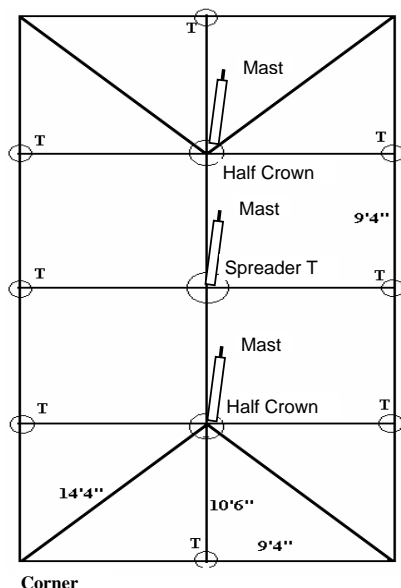 T
Mast
T
T
Half Crown
Mast
9'4"
Spreader T
T
T
Mast
Half Crown
T
T
14'4"
10'6"
T
9'4"
Corner